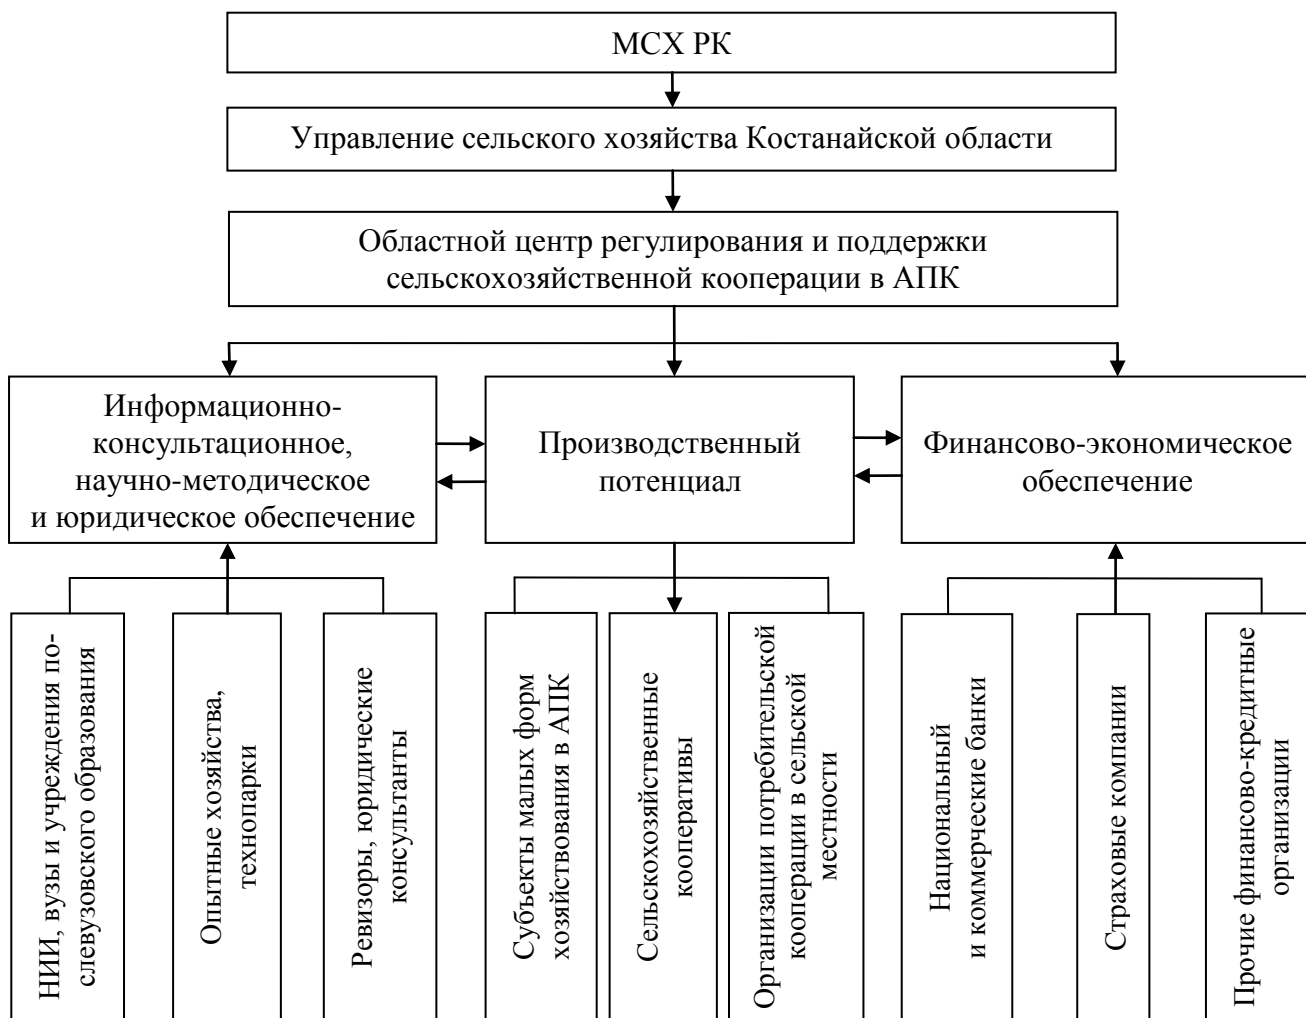 МСХ РК
Управление сельского хозяйства Костанайской области
Областной центр регулирования и поддержки
сельскохозяйственной кооперации в АПК
Информационно-
консультационное,
научно-методическое
и юридическое обеспечение
Производственный
потенциал
Финансово-экономическое
обеспечение
НИИ, вузы и учреждения по-
слевузовского образования
Опытные хозяйства,
технопарки
Ревизоры, юридические
консультанты
Субъекты малых форм
хозяйствования в АПК
Сельскохозяйственные
кооперативы
Организации потребительской
кооперации в сельской
местности
Национальный
и коммерческие банки
Страховые компании
Прочие финансово-кредитные
организации